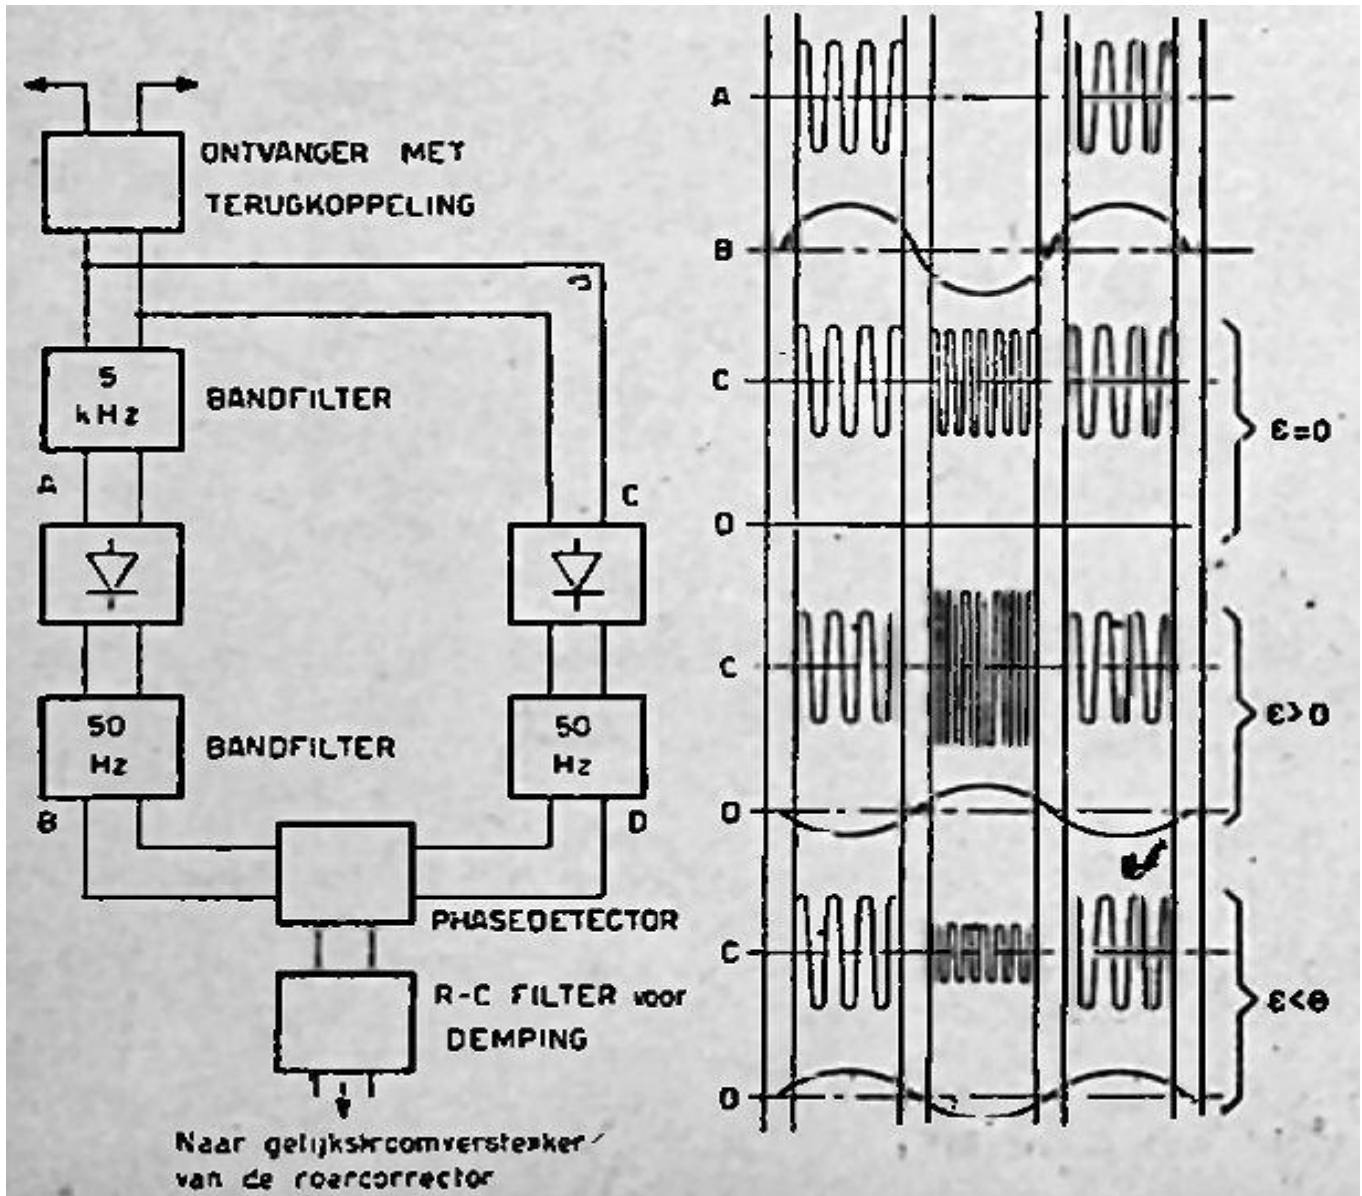 ONTVANGER MET
TERUGKOPPELING
5
kHz
BANDFILTER
A
C
50
Hz
BANDFILTER
50
Hz
B
D
PHASEDETECTOR
R-C FILTER voor
DEMPING
Naar gelijkstroomversterker
van de roercorrector
A
B
C
ε=0
D
C
ε>0
D
C
ε<0
D